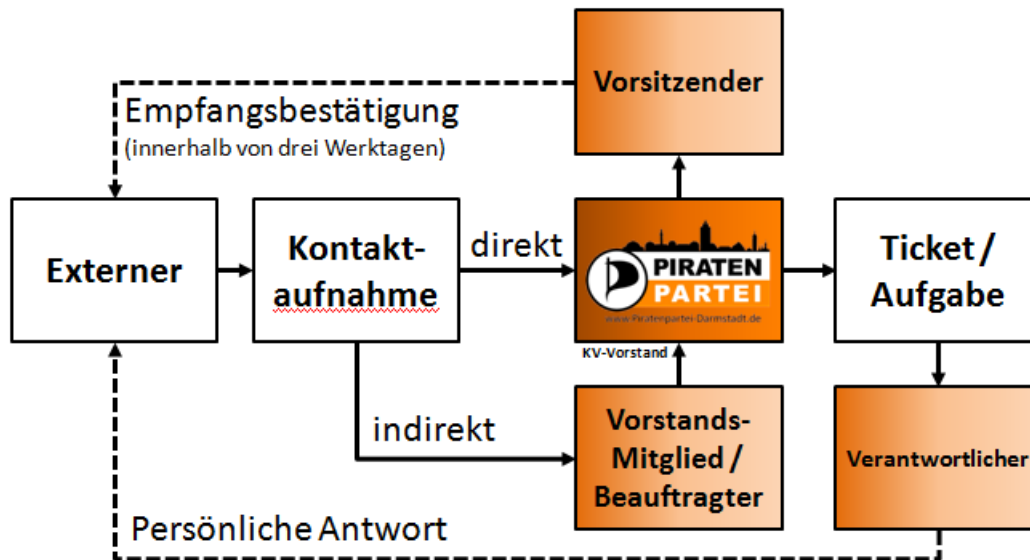 Vorsitzender
Empfangsbestätigung
(innerhalb von drei Werktagen)
Externer
Kontakt-
aufnahme
direkt
PIRATEN
PARTEI
www.Piratenpartei-Darmstadt.de
KV-Vorstand
Ticket /
Aufgabe
indirekt
Vorstands-
Mitglied /
Beauftragter
Verantwortlicher
Persönliche Antwort